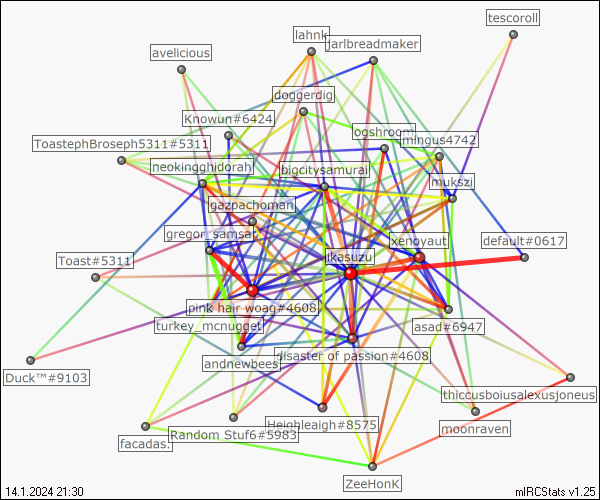 tescoroll
lahnk
jarlbreadmaker
avelicious
doggerdig
Knowun#6424
ogshroom
mingus4742
ToastephBroseph5311#5311
neokingghidorah
bigcitysamurai
mukszi
gazpachoman
gregor_samsa
xenoyaut
default#0617
ikasuzu
Toast#5311
pink hair woag#4608
turkey_mcnugget
asad#6947
disaster of passion#4608
andnewbees
Duck™#9103
thiccusboiusalexusjoneus
Heighleaigh#8575
moonraven
Random Stuf6#5983
facadas.
ZeeHonK
14.1.2024 21:30
mIRCStats v1.25